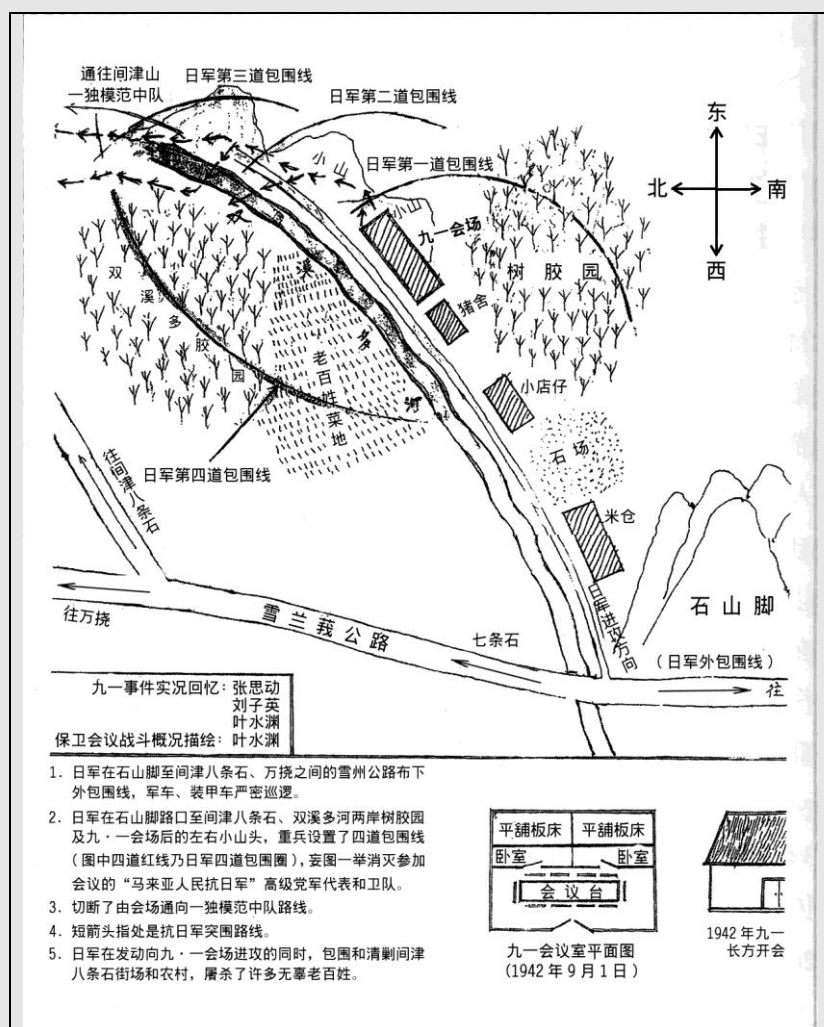 通往间津山
一独模范中队
日军第三道包围线
日军第二道包围线
日军第一道包围线
小山
小山
九一会场
猪舍
树胶园
东
北
南
西
双溪多河
双溪多胶园
老百姓菜地
小店仔
石场
日军第四道包围线
往间津八条石
米仓
日军进攻方向
石山脚
(日军外包围线)
往万挠
雪兰莪公路
七条石
往
九一事件实况回忆：张思动
刘子英
叶水渊
保卫会议战斗概况描绘：叶水渊
1. 日军在石山脚至间津八条石、万挠之间的雪州公路布下
外包围线，军车、装甲车严密巡逻。
2. 日军在石山脚路口至间津八条石、双溪多河两岸树胶园
及九·一会场后的左右小山头，重兵设置了四道包围线
(图中四道红线乃日军四道包围圈)，妄图一举消灭参加
会议的“马来亚人民抗日军”高级党军代表和卫队。
3. 切断了由会场通向一独模范中队路线。
4. 短箭头指处是抗日军突围路线。
5. 日军在发动向九·一会场进攻的同时，包围和清剿间津
八条石街场和农村，屠杀了许多无辜老百姓。
平舖板床
平舖板床
卧室
卧室
会议台
九一会议室平面图
(1942年9月1日)
1942年九一
长方开会